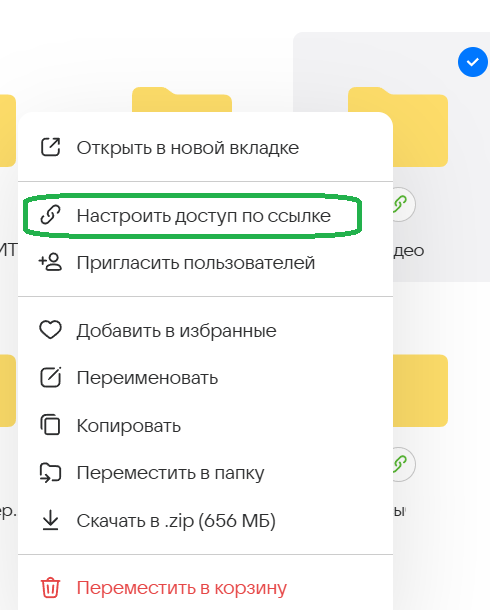 Открыть в новой вкладке
Настроить доступ по ссылке
Пригласить пользователей
Добавить в избранные
Переименовать
Копировать
Переместить в папку
Скачать в .zip (656 МБ)
Переместить в корзину